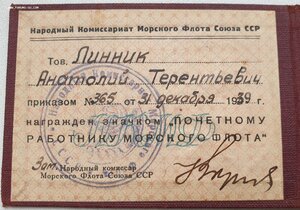 Народный Комиссариат Морского Флота Союза ССР
Тов. Линник
Анатолий Терентьевич
приказом № 365 от 31 декабря 1939 г.
награжден значком „ПОЧЕТНОМУ
РАБОТНИКУ МОРСКОГО ФЛОТА"
Зам. Народный комиссар
Морского Флота Союза ССР